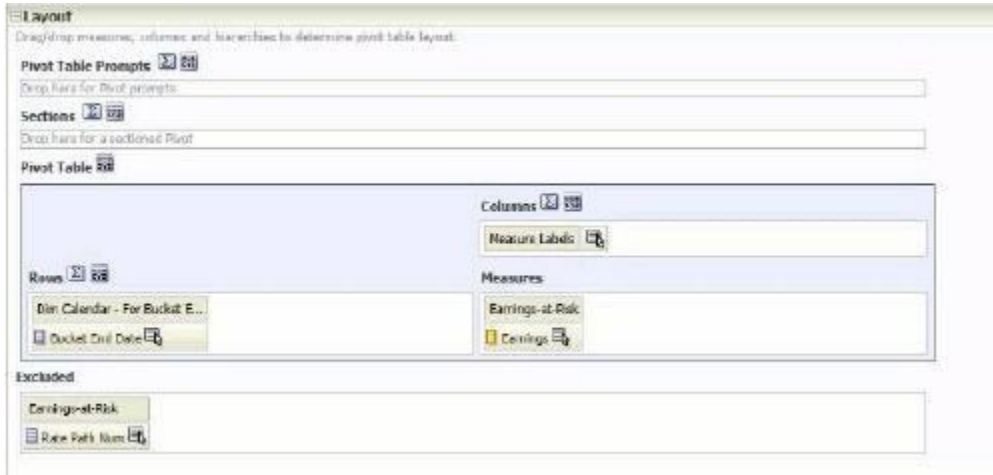 Layout
Drag/drop measures, columns and hierarchies to determine pivot table layout.
Pivot Table Prompts
Drop here for Pivot prompts
Sections
Drop here for a sectioned Pivot
Pivot Table
Columns
Measure Labels
Rows
Measures
Dim Calendar - For Bucket E...
Earnings-at-Risk
Bucket End Date
Earnings
Excluded
Earnings-at-Risk
Rate Path Num